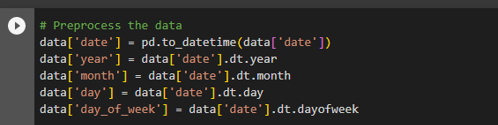 # Preprocess the data
data['date'] = pd.to_datetime(data['date'])
data['year'] = data['date'].dt.year
data['month'] = data['date'].dt.month
data['day'] = data['date'].dt.day
data['day_of_week'] = data['date'].dt.dayofweek